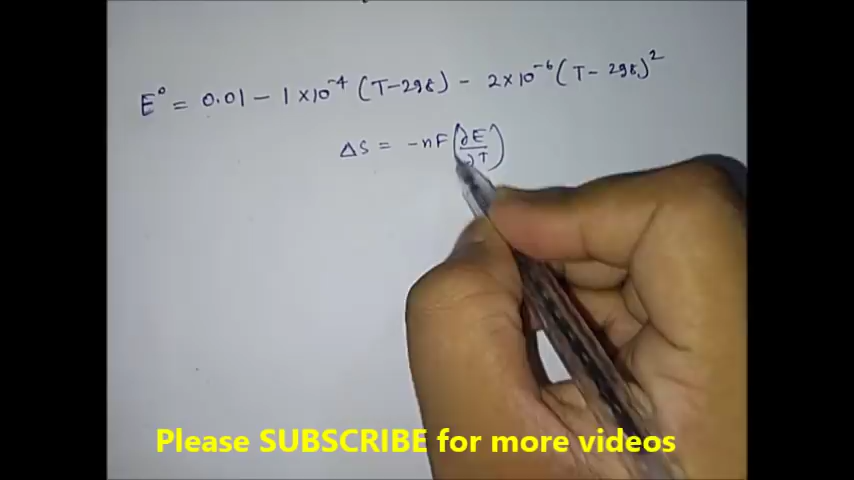 E° = 0.01 − 1×10⁻⁴ (T−298) − 2×10⁻⁶ (T−298)²
ΔS = −nF(∂E/∂T)
Please SUBSCRIBE for more videos